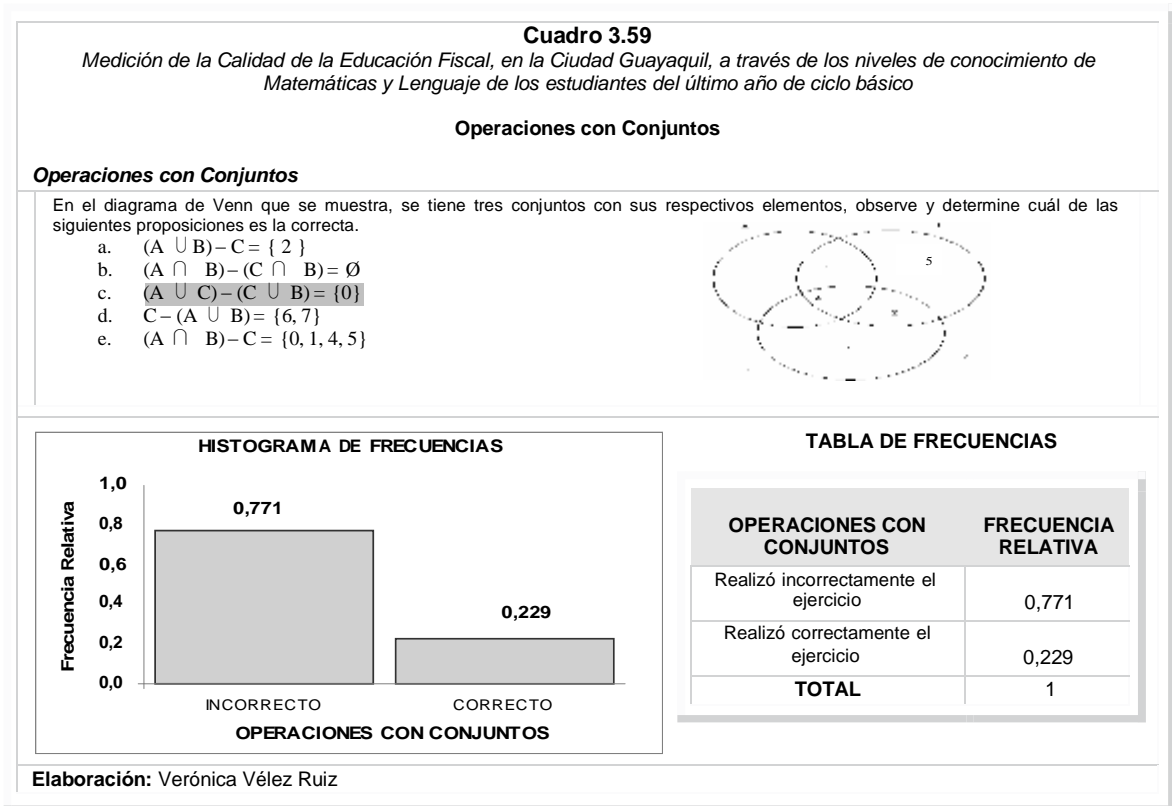 Cuadro 3.59
Medición de la Calidad de la Educación Fiscal, en la Ciudad Guayaquil, a través de los niveles de conocimiento de
Matemáticas y Lenguaje de los estudiantes del último año de ciclo básico
Operaciones con Conjuntos
Operaciones con Conjuntos
En el diagrama de Venn que se muestra, se tiene tres conjuntos con sus respectivos elementos, observe y determine cuál de las
siguientes proposiciones es la correcta.
a. (A ∪ B) – C = { 2 }
b. (A ∩ B) – (C ∩ B) = Ø
c. (A ∪ C) – (C ∪ B) = {0}
d. C – (A ∪ B) = {6, 7}
e. (A ∩ B) – C = {0, 1, 4, 5}
5
HISTOGRAMA DE FRECUENCIAS
Frecuencia Relativa
1,0
0,8
0,6
0,4
0,2
0,0
0,771
0,229
INCORRECTO CORRECTO
OPERACIONES CON CONJUNTOS
TABLA DE FRECUENCIAS
OPERACIONES CON CONJUNTOS
FRECUENCIA RELATIVA
Realizó incorrectamente el
ejercicio 0,771
Realizó correctamente el
ejercicio 0,229
TOTAL 1
Elaboración: Verónica Vélez Ruiz